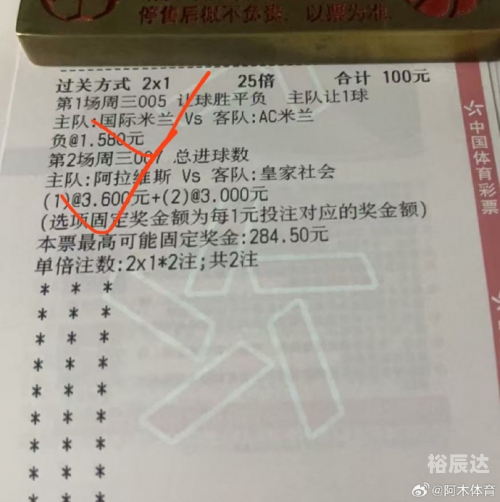 停售后概不负责，以票为准。
过关方式 2x1 25倍 合计 100元
第1场周三005 让球胜平负 主队让1球
主队:国际米兰 Vs 客队:AC米兰
负@1.580元
第2场周三007 总进球数
主队:阿拉维斯 Vs 客队:皇家社会
(1)@3.600元+(2)@3.000元
(选项固定奖金额为每1元投注对应的奖金额)
本票最高可能固定奖金:284.50元
单倍注数:2x1*2注;共2注
* * *
* * *
* * *
* * *
* * *
* * *
* * *
* * *
* * *
中国体育彩票
裕辰达
@阿木体育